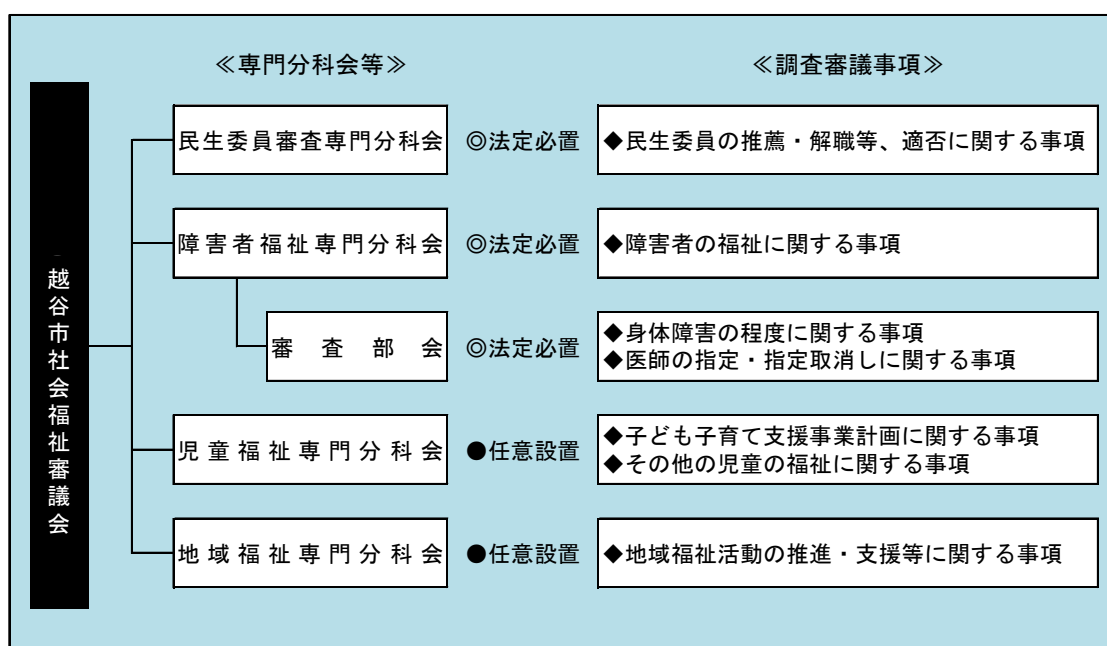 ≪専門分科会等≫ ≪調査審議事項≫
越谷市社会福祉審議会
民生委員審査専門分科会 ◎法定必置 ◆民生委員の推薦・解職等、適否に関する事項
障害者福祉専門分科会 ◎法定必置 ◆障害者の福祉に関する事項
審査部会 ◎法定必置 ◆身体障害の程度に関する事項
◆医師の指定・指定取消しに関する事項
児童福祉専門分科会 ●任意設置 ◆子ども子育て支援事業計画に関する事項
◆その他の児童の福祉に関する事項
地域福祉専門分科会 ●任意設置 ◆地域福祉活動の推進・支援等に関する事項